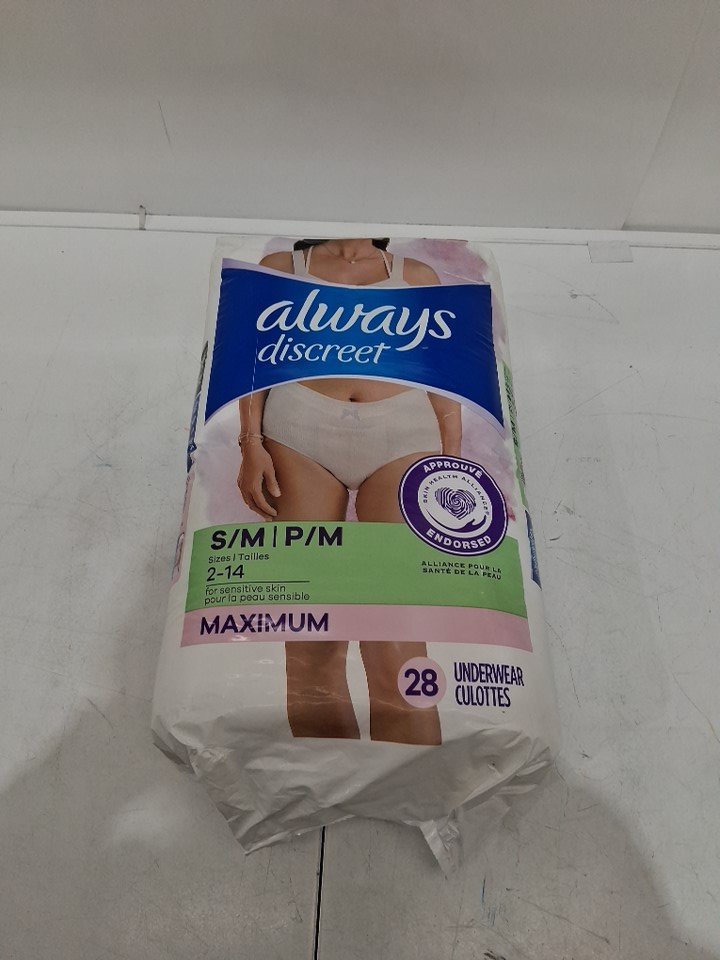 always
discreet
APPROUVÉ
SKIN HEALTH ALLIANCE
ENDORSED
ALLIANCE POUR LA
SANTÉ DE LA PEAU
S/M | P/M
Sizes | Tailles
2-14
for sensitive skin
pour la peau sensible
MAXIMUM
28 UNDERWEAR
CULOTTES